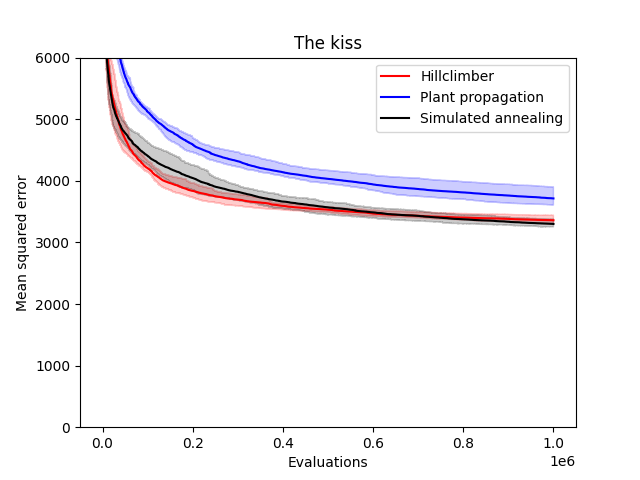 The kiss
Hillclimber
Plant propagation
Simulated annealing
Mean squared error
6000
5000
4000
3000
2000
1000
0
0.0 0.2 0.4 0.6 0.8 1.0
1e6
Evaluations